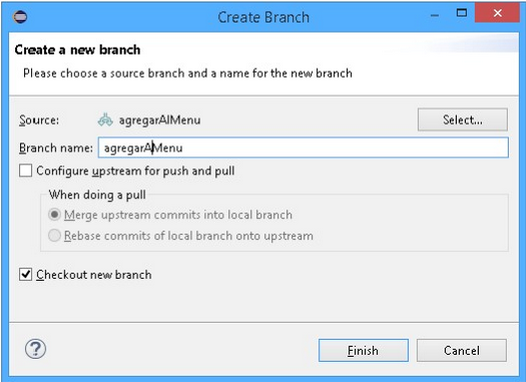 Create Branch
Create a new branch
Please choose a source branch and a name for the new branch
Source: agregarAlMenu Select...
Branch name: agregarAlMenu
Configure upstream for push and pull
When doing a pull
Merge upstream commits into local branch
Rebase commits of local branch onto upstream
Checkout new branch
? Finish Cancel